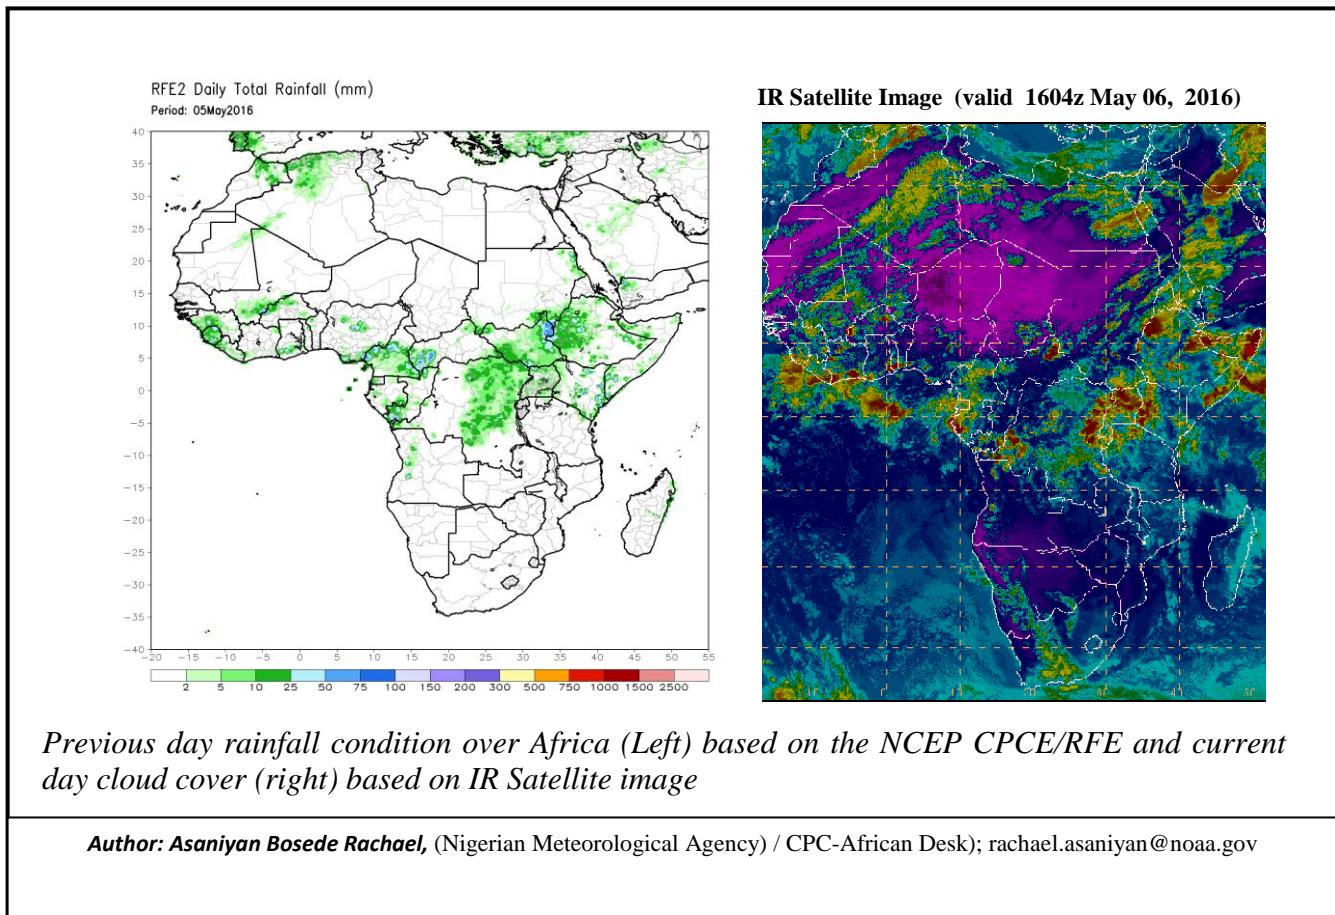 RFE2 Daily Total Rainfall (mm)
Period: 05May2016
IR Satellite Image (valid 1604z May 06, 2016)
40
35
30
25
20
15
10
5
0
−5
−10
−15
−20
−25
−30
−35
−40
−20 −15 −10 −5 0 5 10 15 20 25 30 35 40 45 50 55
2 5 10 25 50 75 100 150 200 300 500 750 1000 1500 2500
Previous day rainfall condition over Africa (Left) based on the NCEP CPCE/RFE and current
day cloud cover (right) based on IR Satellite image
Author: Asaniyan Bosede Rachael, (Nigerian Meteorological Agency) / CPC-African Desk); rachael.asaniyan@noaa.gov